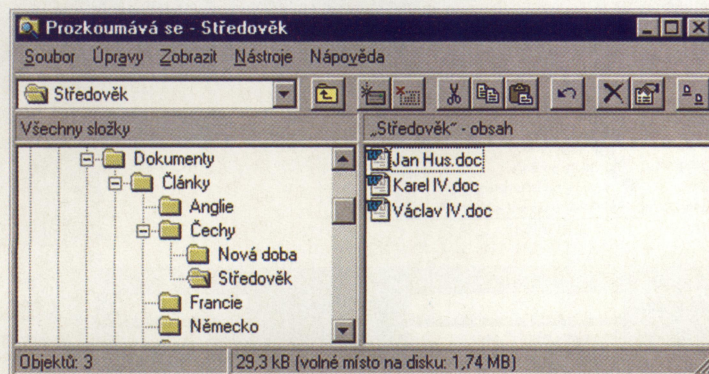 Prozkoumává se - Středověk
Soubor Úpravy Zobrazit Nástroje Nápověda
Středověk
Všechny složky
„Středověk“ - obsah
Dokumenty
Články
Anglie
Čechy
Nová doba
Středověk
Francie
Německo
Jan Hus.doc
Karel IV.doc
Václav IV.doc
Objektů: 3
29,3 kB (volné místo na disku: 1,74 MB)